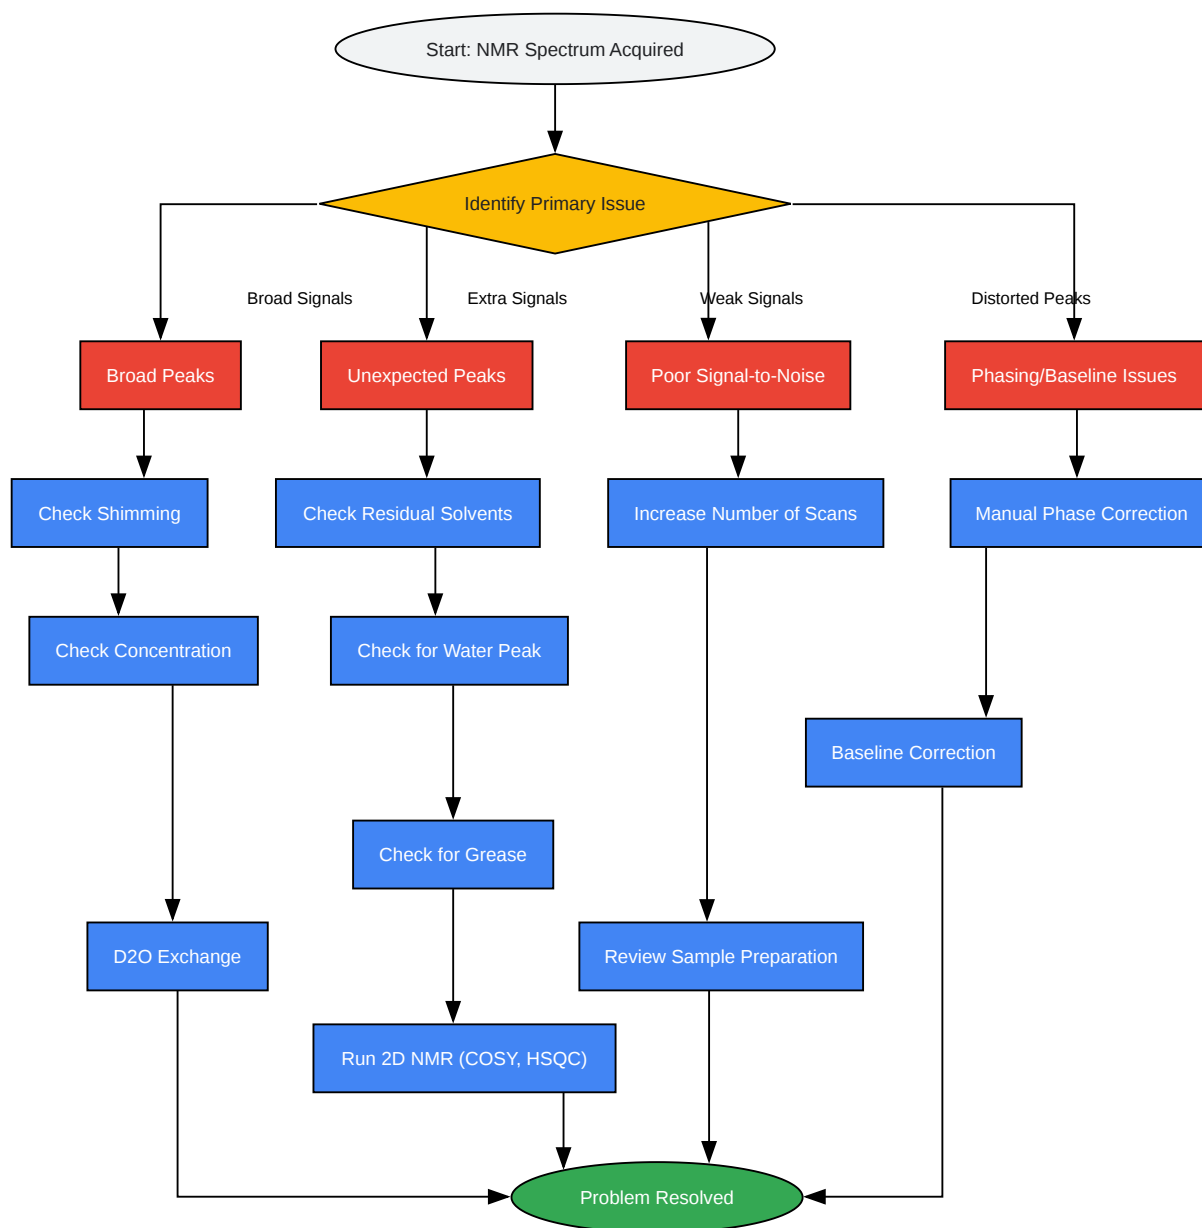 Start: NMR Spectrum Acquired
Identify Primary Issue
Broad Signals
Extra Signals
Weak Signals
Distorted Peaks
Broad Peaks
Unexpected Peaks
Poor Signal-to-Noise
Phasing/Baseline Issues
Check Shimming
Check Residual Solvents
Increase Number of Scans
Manual Phase Correction
Check Concentration
Check for Water Peak
Baseline Correction
Check for Grease
D2O Exchange
Review Sample Preparation
Run 2D NMR (COSY, HSQC)
Problem Resolved